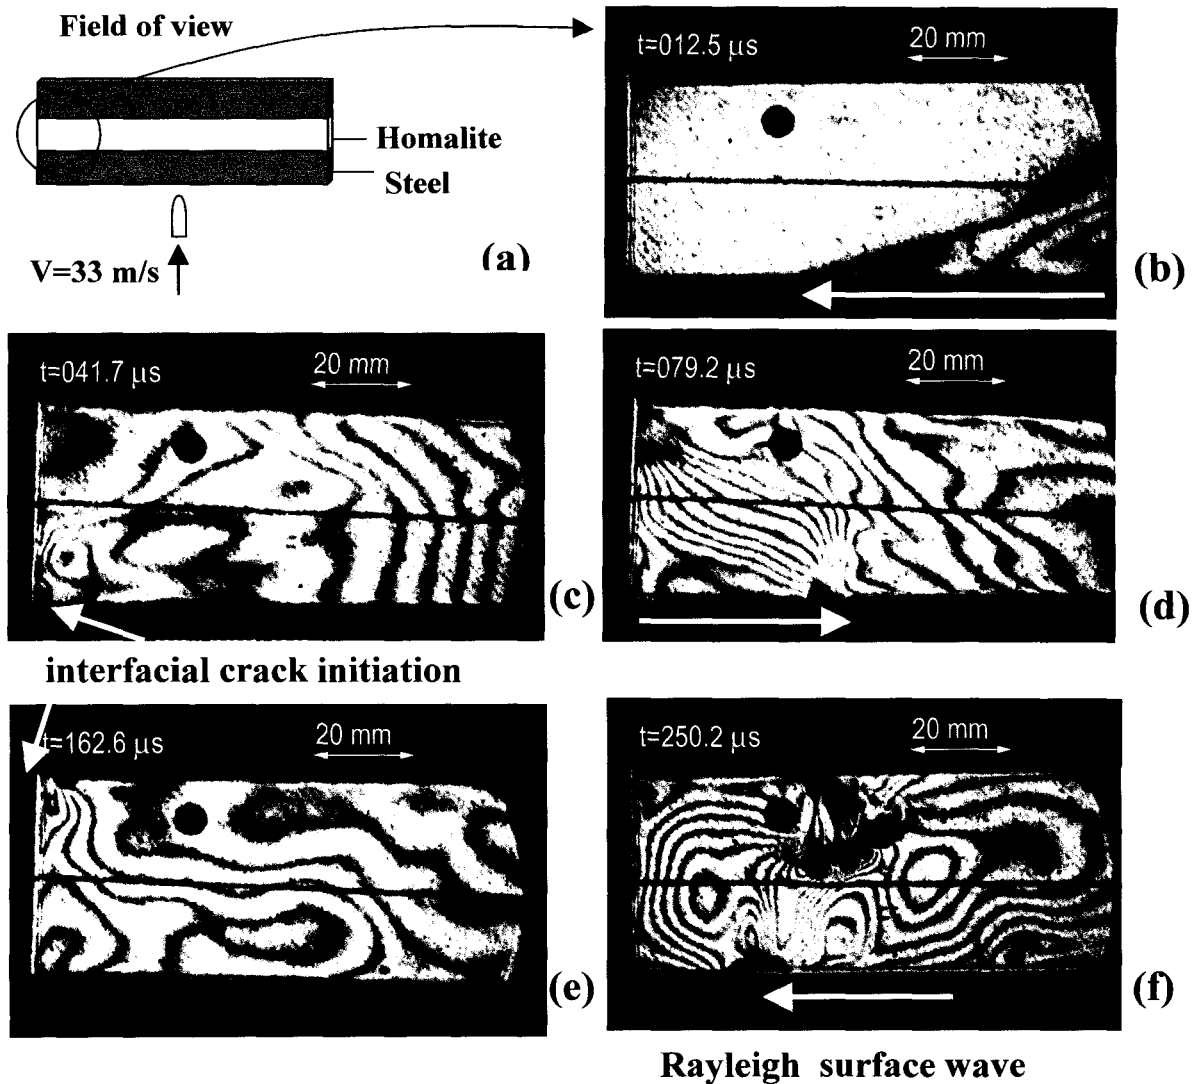 Field of view
Homalite
Steel
V=33 m/s
(a)
t=012.5 μs
20 mm
(b)
t=041.7 μs
20 mm
(c)
t=079.2 μs
20 mm
(d)
interfacial crack initiation
t=162.6 μs
20 mm
(e)
t=250.2 μs
20 mm
(f)
Rayleigh surface wave